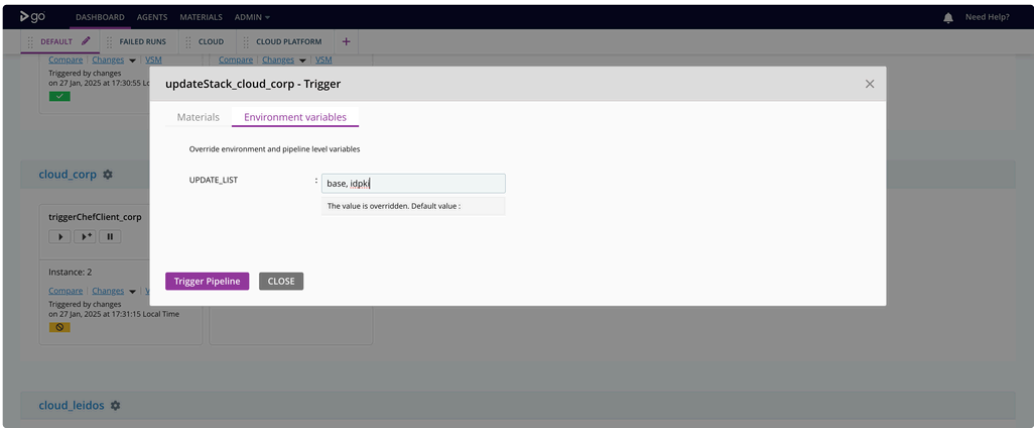 go DASHBOARD AGENTS MATERIALS ADMIN Need Help?
DEFAULT FAILED RUNS CLOUD CLOUD PLATFORM +
Compare Changes VSM Compare Changes VSM
Triggered by changes
on 27 Jan, 2025 at 17:30:55 Lo
updateStack_cloud_corp - Trigger
Materials Environment variables
Override environment and pipeline level variables
UPDATE_LIST : base, idpki
The value is overridden. Default value :
Trigger Pipeline CLOSE
cloud_corp
triggerChefClient_corp
Instance: 2
Compare Changes V
Triggered by changes
on 27 Jan, 2025 at 17:31:15 Local Time
cloud_leidos